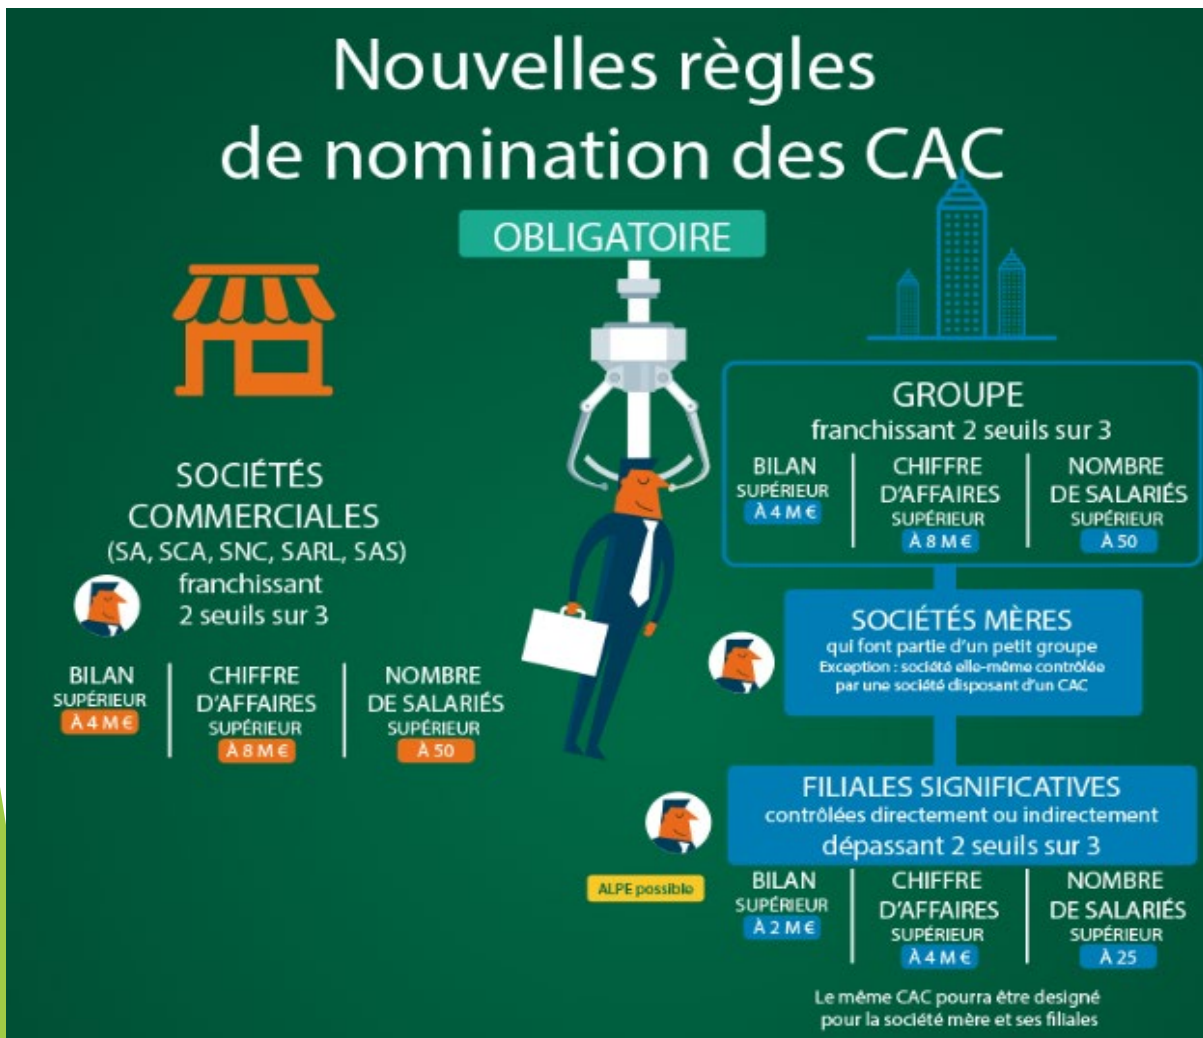 Nouvelles règles
de nomination des CAC
OBLIGATOIRE
SOCIÉTÉS
COMMERCIALES
(SA, SCA, SNC, SARL, SAS)
franchissant
2 seuils sur 3
BILAN
SUPÉRIEUR
À 4 M €
CHIFFRE
D'AFFAIRES
SUPÉRIEUR
À 8 M €
NOMBRE
DE SALARIÉS
SUPÉRIEUR
À 50
GROUPE
franchissant 2 seuils sur 3
BILAN
SUPÉRIEUR
À 4 M €
CHIFFRE
D'AFFAIRES
SUPÉRIEUR
À 8 M €
NOMBRE
DE SALARIÉS
SUPÉRIEUR
À 50
SOCIÉTÉS MÈRES
qui font partie d'un petit groupe
Exception : société elle-même contrôlée
par une société disposant d'un CAC
FILIALES SIGNIFICATIVES
contrôlées directement ou indirectement
dépassant 2 seuils sur 3
ALPE possible
BILAN
SUPÉRIEUR
À 2 M €
CHIFFRE
D'AFFAIRES
SUPÉRIEUR
À 4 M €
NOMBRE
DE SALARIÉS
SUPÉRIEUR
À 25
Le même CAC pourra être designé
pour la société mère et ses filiales